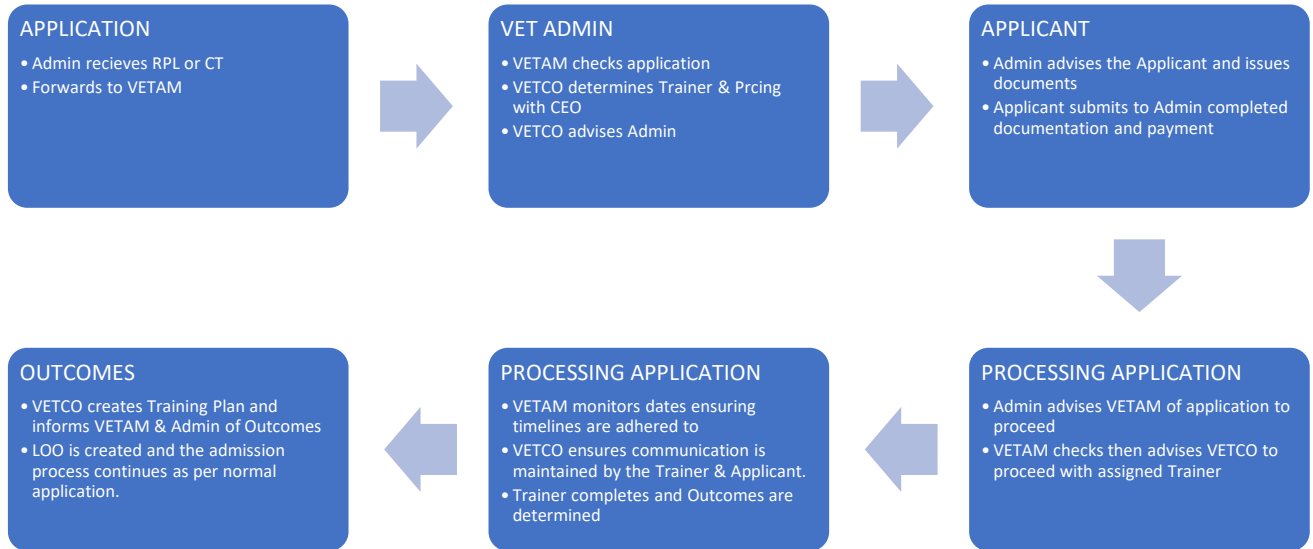 APPLICATION
• Admin recieves RPL or CT
• Forwards to VETAM
VET ADMIN
• VETAM checks application
• VETCO determines Trainer & Prcing
with CEO
• VETCO advises Admin
APPLICANT
• Admin advises the Applicant and issues
documents
• Applicant submits to Admin completed
documentation and payment
PROCESSING APPLICATION
• Admin advises VETAM of application to
proceed
• VETAM checks then advises VETCO to
proceed with assigned Trainer
PROCESSING APPLICATION
• VETAM monitors dates ensuring
timelines are adhered to
• VETCO ensures communication is
maintained by the Trainer & Applicant.
• Trainer completes and Outcomes are
determined
OUTCOMES
• VETCO creates Training Plan and
informs VETAM & Admin of Outcomes
• LOO is created and the admission
process continues as per normal
application.